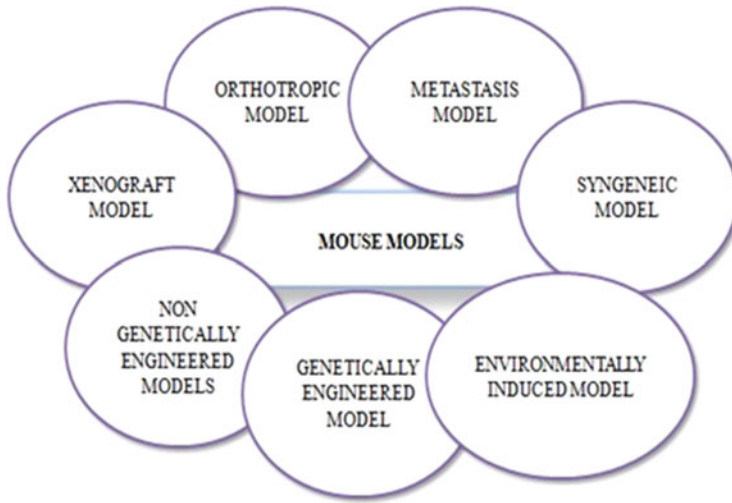 ORTHOTROPIC
MODEL
METASTASIS
MODEL
XENOGRAFT
MODEL
SYNGENEIC
MODEL
MOUSE MODELS
NON
GENETICALLY
ENGINEERED
MODELS
GENETICALLY
ENGINEERED
MODEL
ENVIRONMENTALLY
INDUCED MODEL